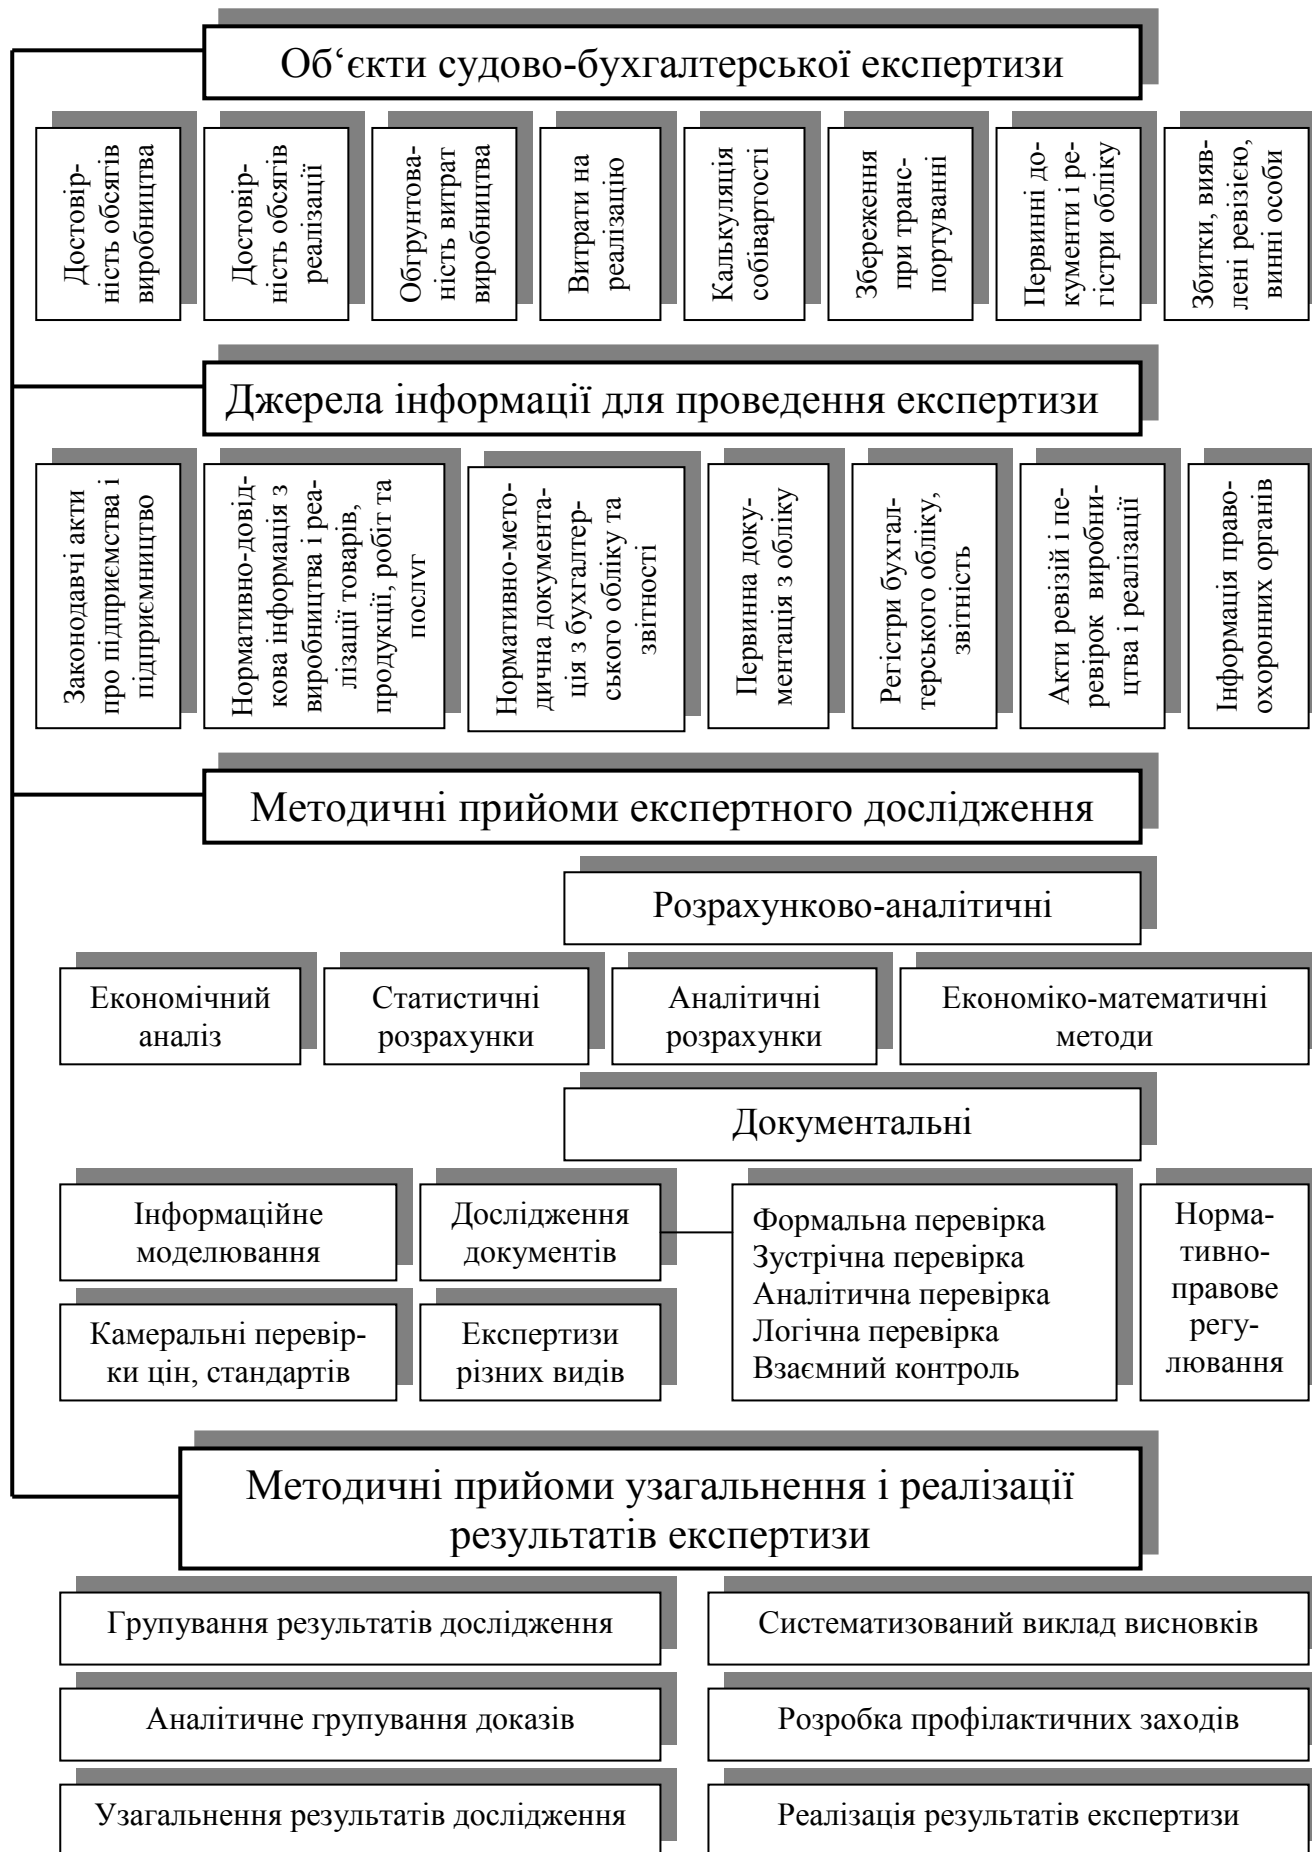 Об‘єкти судово-бухгалтерської експертизи
Достовір-
ність обсягів
виробництва
Достовір-
ність обсягів
реалізації
Обгрунтова-
ність витрат
виробництва
Витрати на
реалізацію
Калькуляція
собівартості
Збереження
при транс-
портуванні
Первинні до-
кументи і ре-
гістри обліку
Збитки, вияв-
лені ревізією,
винні особи
Джерела інформації для проведення експертизи
Законодавчі акти
про підприємства і
підприємництво
Нормативно-довід-
кова інформація з
виробництва і реа-
лізації товарів,
продукції, робіт та
послуг
Нормативно-мето-
дична документа-
ція з бухгалтер-
ського обліку та
звітності
Первинна доку-
ментація з обліку
Регістри бухгал-
терського обліку,
звітність
Акти ревізій і пе-
ревірок виробни-
цтва і реалізації
Інформація право-
охоронних органів
Методичні прийоми експертного дослідження
Розрахунково-аналітичні
Економічний
аналіз
Статистичні
розрахунки
Аналітичні
розрахунки
Економіко-математичні
методи
Документальні
Інформаційне
моделювання
Дослідження
документів
Формальна перевірка
Зустрічна перевірка
Аналітична перевірка
Логічна перевірка
Взаємний контроль
Норма-
тивно-
правове
регу-
лювання
Камеральні перевір-
ки цін, стандартів
Експертизи
різних видів
Методичні прийоми узагальнення і реалізації
результатів експертизи
Групування результатів дослідження
Систематизований виклад висновків
Аналітичне групування доказів
Розробка профілактичних заходів
Узагальнення результатів дослідження
Реалізація результатів експертизи